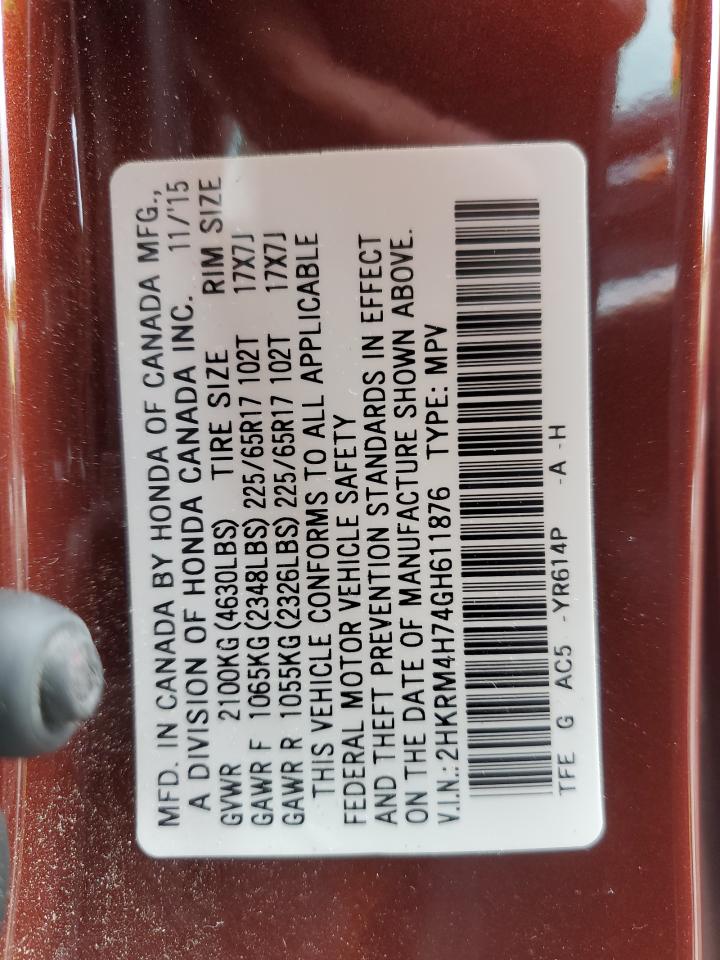 MFD. IN CANADA BY HONDA OF CANADA MFG.,
A DIVISION OF HONDA CANADA INC. 11/'15
GVWR 2100KG (4630LBS) TIRE SIZE RIM SIZE
GAWR F 1065KG (2348LBS) 225/65R17 102T 17X7J
GAWR R 1055KG (2326LBS) 225/65R17 102T 17X7J
THIS VEHICLE CONFORMS TO ALL APPLICABLE
FEDERAL MOTOR VEHICLE SAFETY
AND THEFT PREVENTION STANDARDS IN EFFECT
ON THE DATE OF MANUFACTURE SHOWN ABOVE.
V.I.N.: 2HKRM4H74GH611876 TYPE: MPV
TFE G AC5 -YR614P -A -H